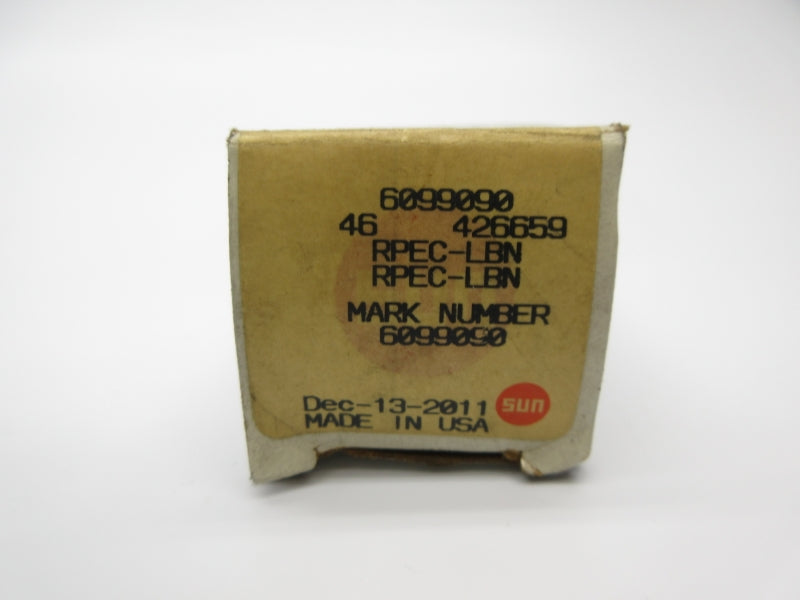 6099090
46 426659
RPEC-LBN
RPEC-LBN
MARK NUMBER
6099090
Dec-13-2011
sun
MADE IN USA